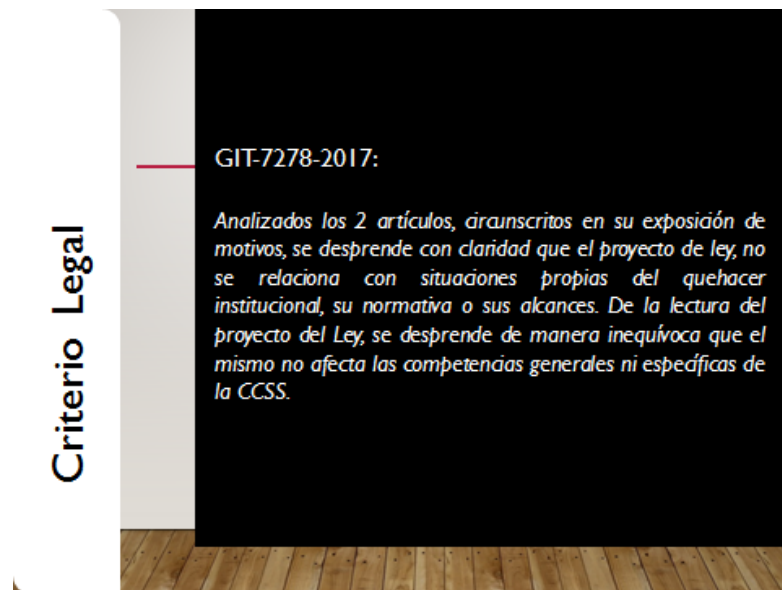 Criterio Legal
GIT-7278-2017:
Analizados los 2 artículos, circunscritos en su exposición de
motivos, se desprende con claridad que el proyecto de ley, no
se relaciona con situaciones propias del quehacer
institucional, su normativa o sus alcances. De la lectura del
proyecto del Ley, se desprende de manera inequívoca que el
mismo no afecta las competencias generales ni específicas de
la CCSS.